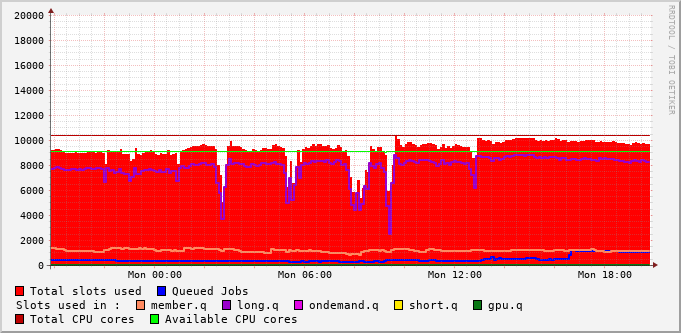 20000
18000
16000
14000
12000
10000
8000
6000
4000
2000
0
Mon 00:00 Mon 06:00 Mon 12:00 Mon 18:00
Total slots used Queued Jobs
Slots used in : member.q long.q ondemand.q short.q gpu.q
Total CPU cores Available CPU cores
RRDTOOL / TOBI OETIKER